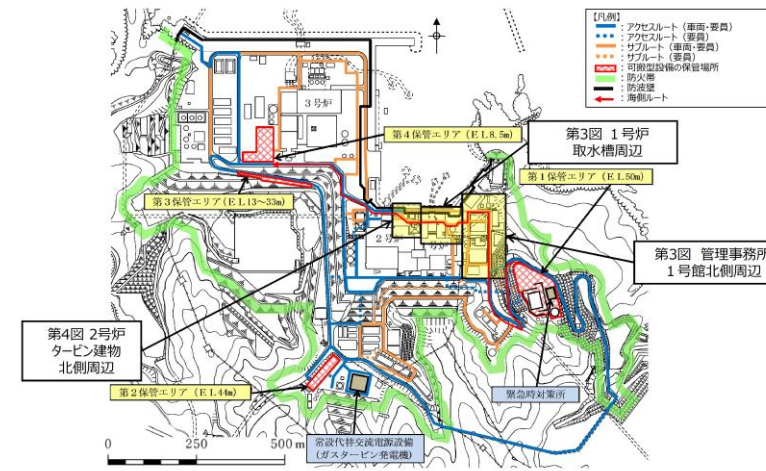 【凡例】
：アクセスルート（車両・要員）
：アクセスルート（要員）
：サブルート（車両・要員）
：サブルート（要員）
：可搬型設備の保管場所
：防火帯
：防波壁
：海側ルート
3号炉
第4保管エリア（EL8.5m）
第3図 1号炉
取水槽周辺
第1保管エリア（EL50m）
第3保管エリア（EL13～33m）
2号炉
第3図 管理事務所
1号館北側周辺
第4図 2号炉
タービン建物
北側周辺
第2保管エリア（EL44m）
緊急時対策所
常設代替交流電源設備
（ガスタービン発電機）
0 250 500 m